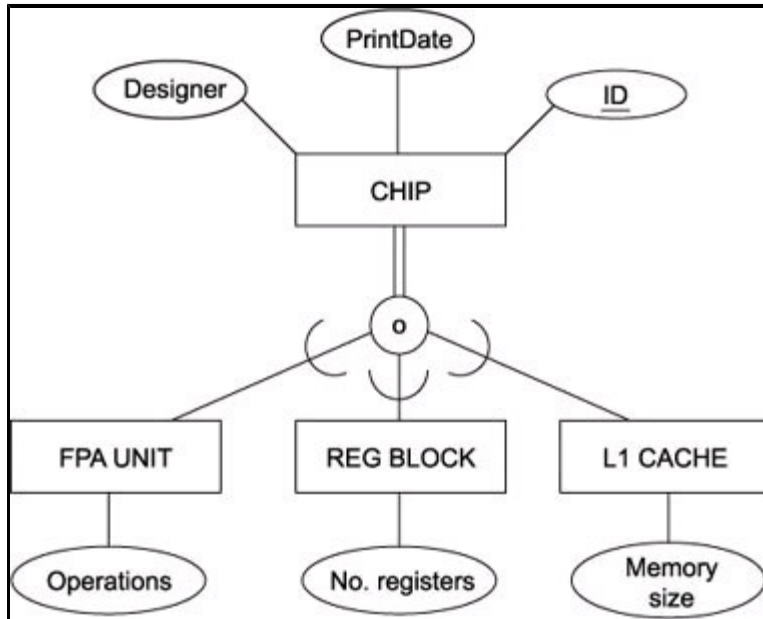 PrintDate
Designer
ID
CHIP
o
FPA UNIT
REG BLOCK
L1 CACHE
Operations
No. registers
Memory
size